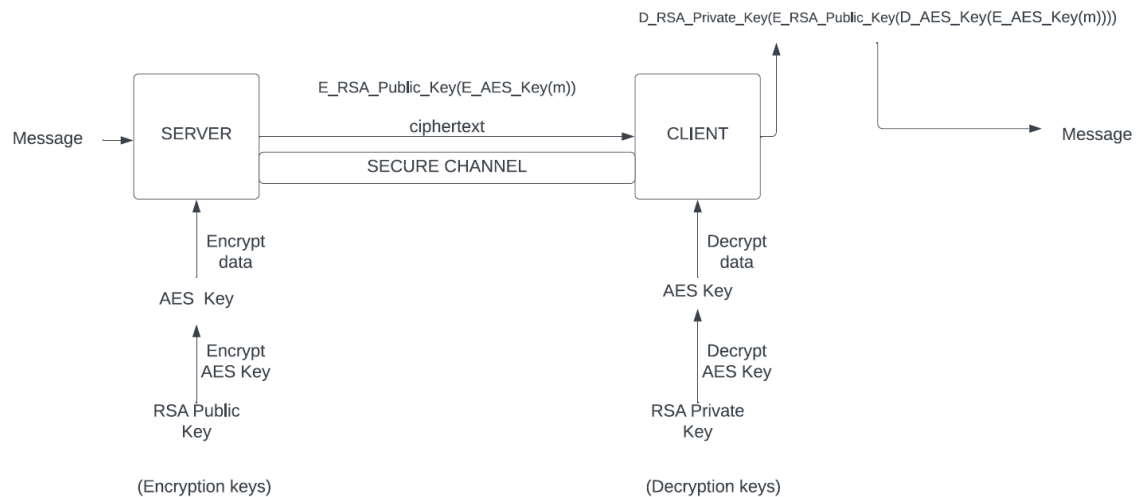 D_RSA_Private_Key(E_RSA_Public_Key(D_AES_Key(E_AES_Key(m))))
E_RSA_Public_Key(E_AES_Key(m))
Message
SERVER
ciphertext
CLIENT
Message
SECURE CHANNEL
Encrypt
data
Decrypt
data
AES Key
AES Key
Encrypt
AES Key
Decrypt
AES Key
RSA Public
Key
RSA Private
Key
(Encryption keys)
(Decryption keys)